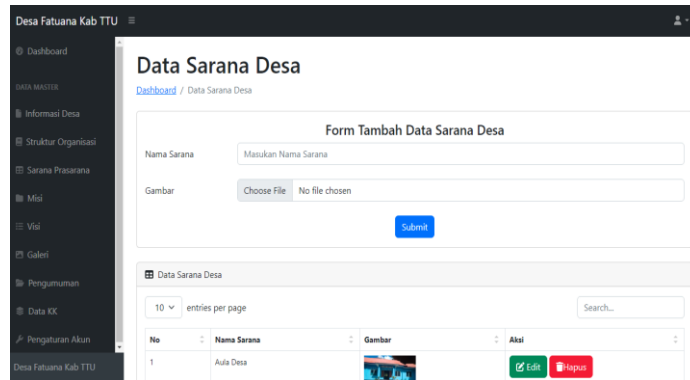 Desa Fatuana Kab TTU
Dashboard
DATA MASTER
Informasi Desa
Struktur Organisasi
Sarana Prasarana
Misi
Visi
Galeri
Pengumuman
Data KK
Pengaturan Akun
Desa Fatuana Kab TTU
Data Sarana Desa
Dashboard / Data Sarana Desa
Form Tambah Data Sarana Desa
Nama Sarana Masukan Nama Sarana
Gambar Choose File No file chosen
Submit
Data Sarana Desa
10 entries per page Search...
No Nama Sarana Gambar Aksi
1 Aula Desa Edit Hapus